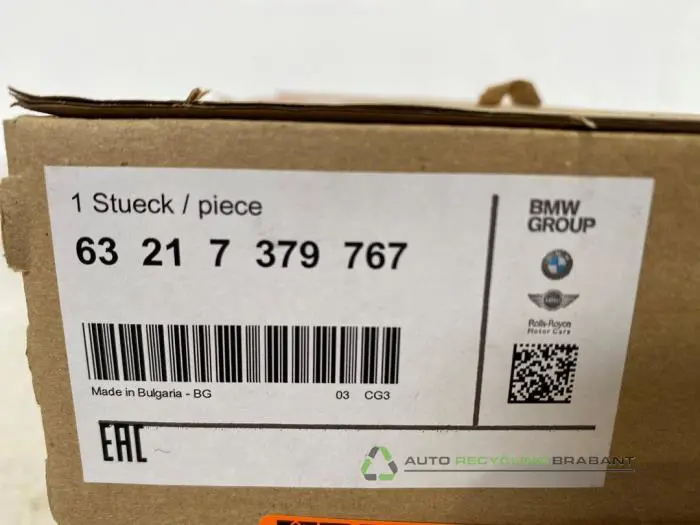 1 Stueck / piece
63 21 7 379 767
Made in Bulgaria - BG 03 CG3
EAC
BMW
GROUP
Rolls-Royce
Motor Cars
AUTO RECYCLING BRABANT